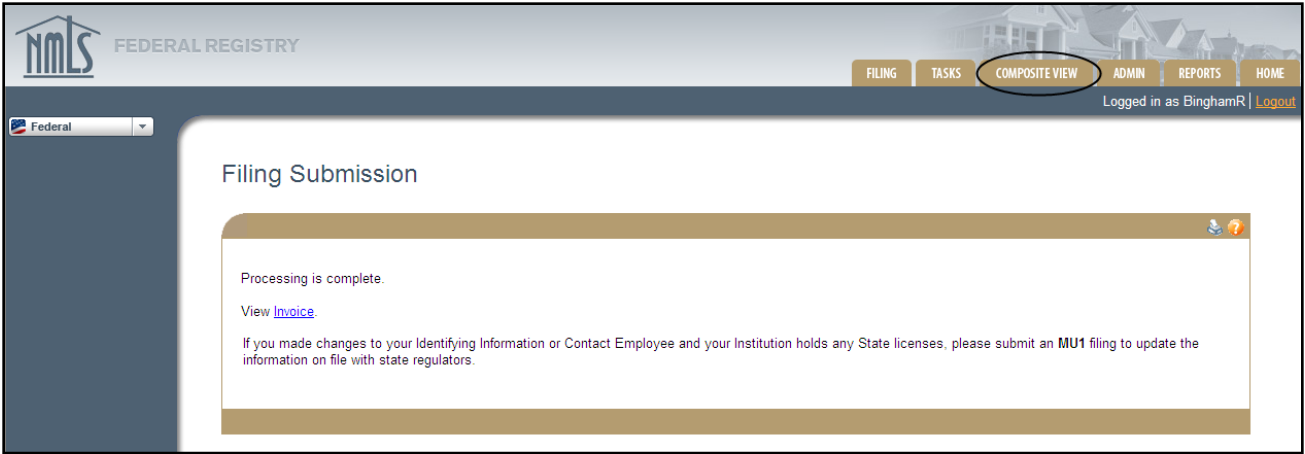 NMLS FEDERAL REGISTRY
FILING TASKS COMPOSITE VIEW ADMIN REPORTS HOME
Logged in as BinghamR | Logout
Federal
Filing Submission
Processing is complete.
View Invoice.
If you made changes to your Identifying Information or Contact Employee and your Institution holds any State licenses, please submit an MU1 filing to update the
information on file with state regulators.